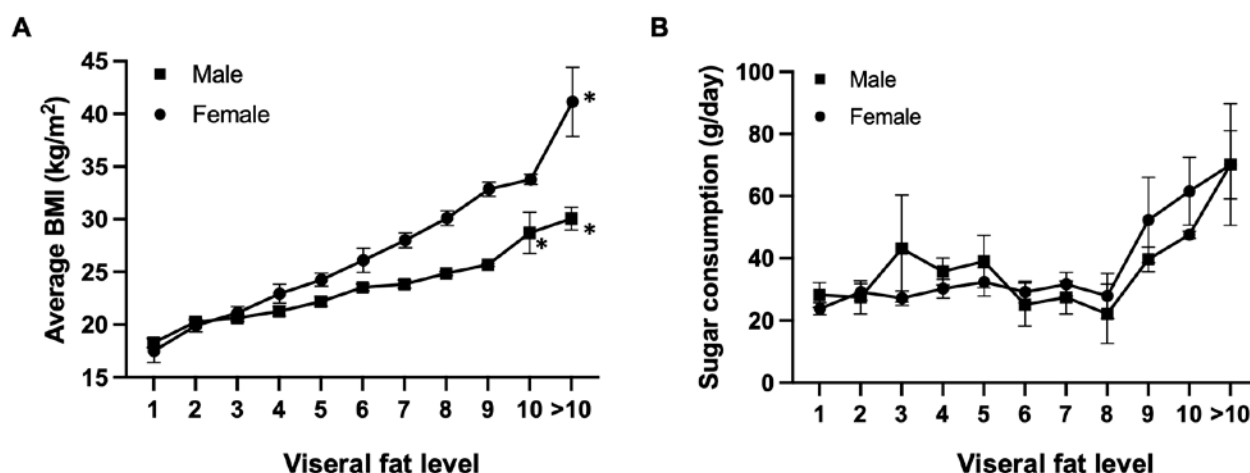 A
Average BMI (kg/m²)
45
40
35
30
25
20
15
Male
Female
*
*
*
1 2 3 4 5 6 7 8 9 10 >10
Viseral fat level
B
Sugar consumption (g/day)
100
80
60
40
20
0
Male
Female
1 2 3 4 5 6 7 8 9 10 >10
Viseral fat level